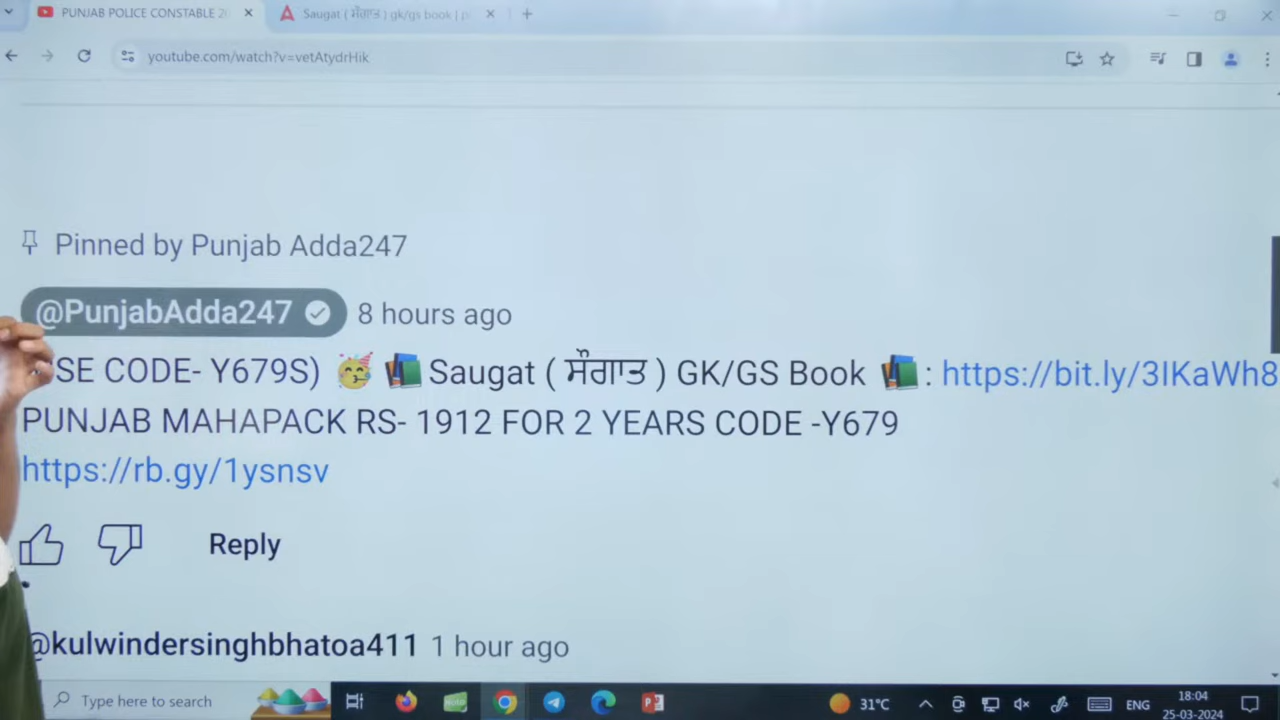 PUNJAB POLICE CONSTABLE 20
Saugat ( ਸੌਗਾਤ ) gk/gs book | p
youtube.com/watch?v=vetAtydrHik
Pinned by Punjab Adda247
@PunjabAdda247 8 hours ago
SE CODE- Y679S) 🥳 📚Saugat ( ਸੌਗਾਤ ) GK/GS Book 📚 : https://bit.ly/3IKaWh8
PUNJAB MAHAPACK RS- 1912 FOR 2 YEARS CODE -Y679
https://rb.gy/1ysnsv
Reply
@kulwindersinghbhatoa411 1 hour ago
Type here to search
31°C
ENG
18:04
25-03-2024